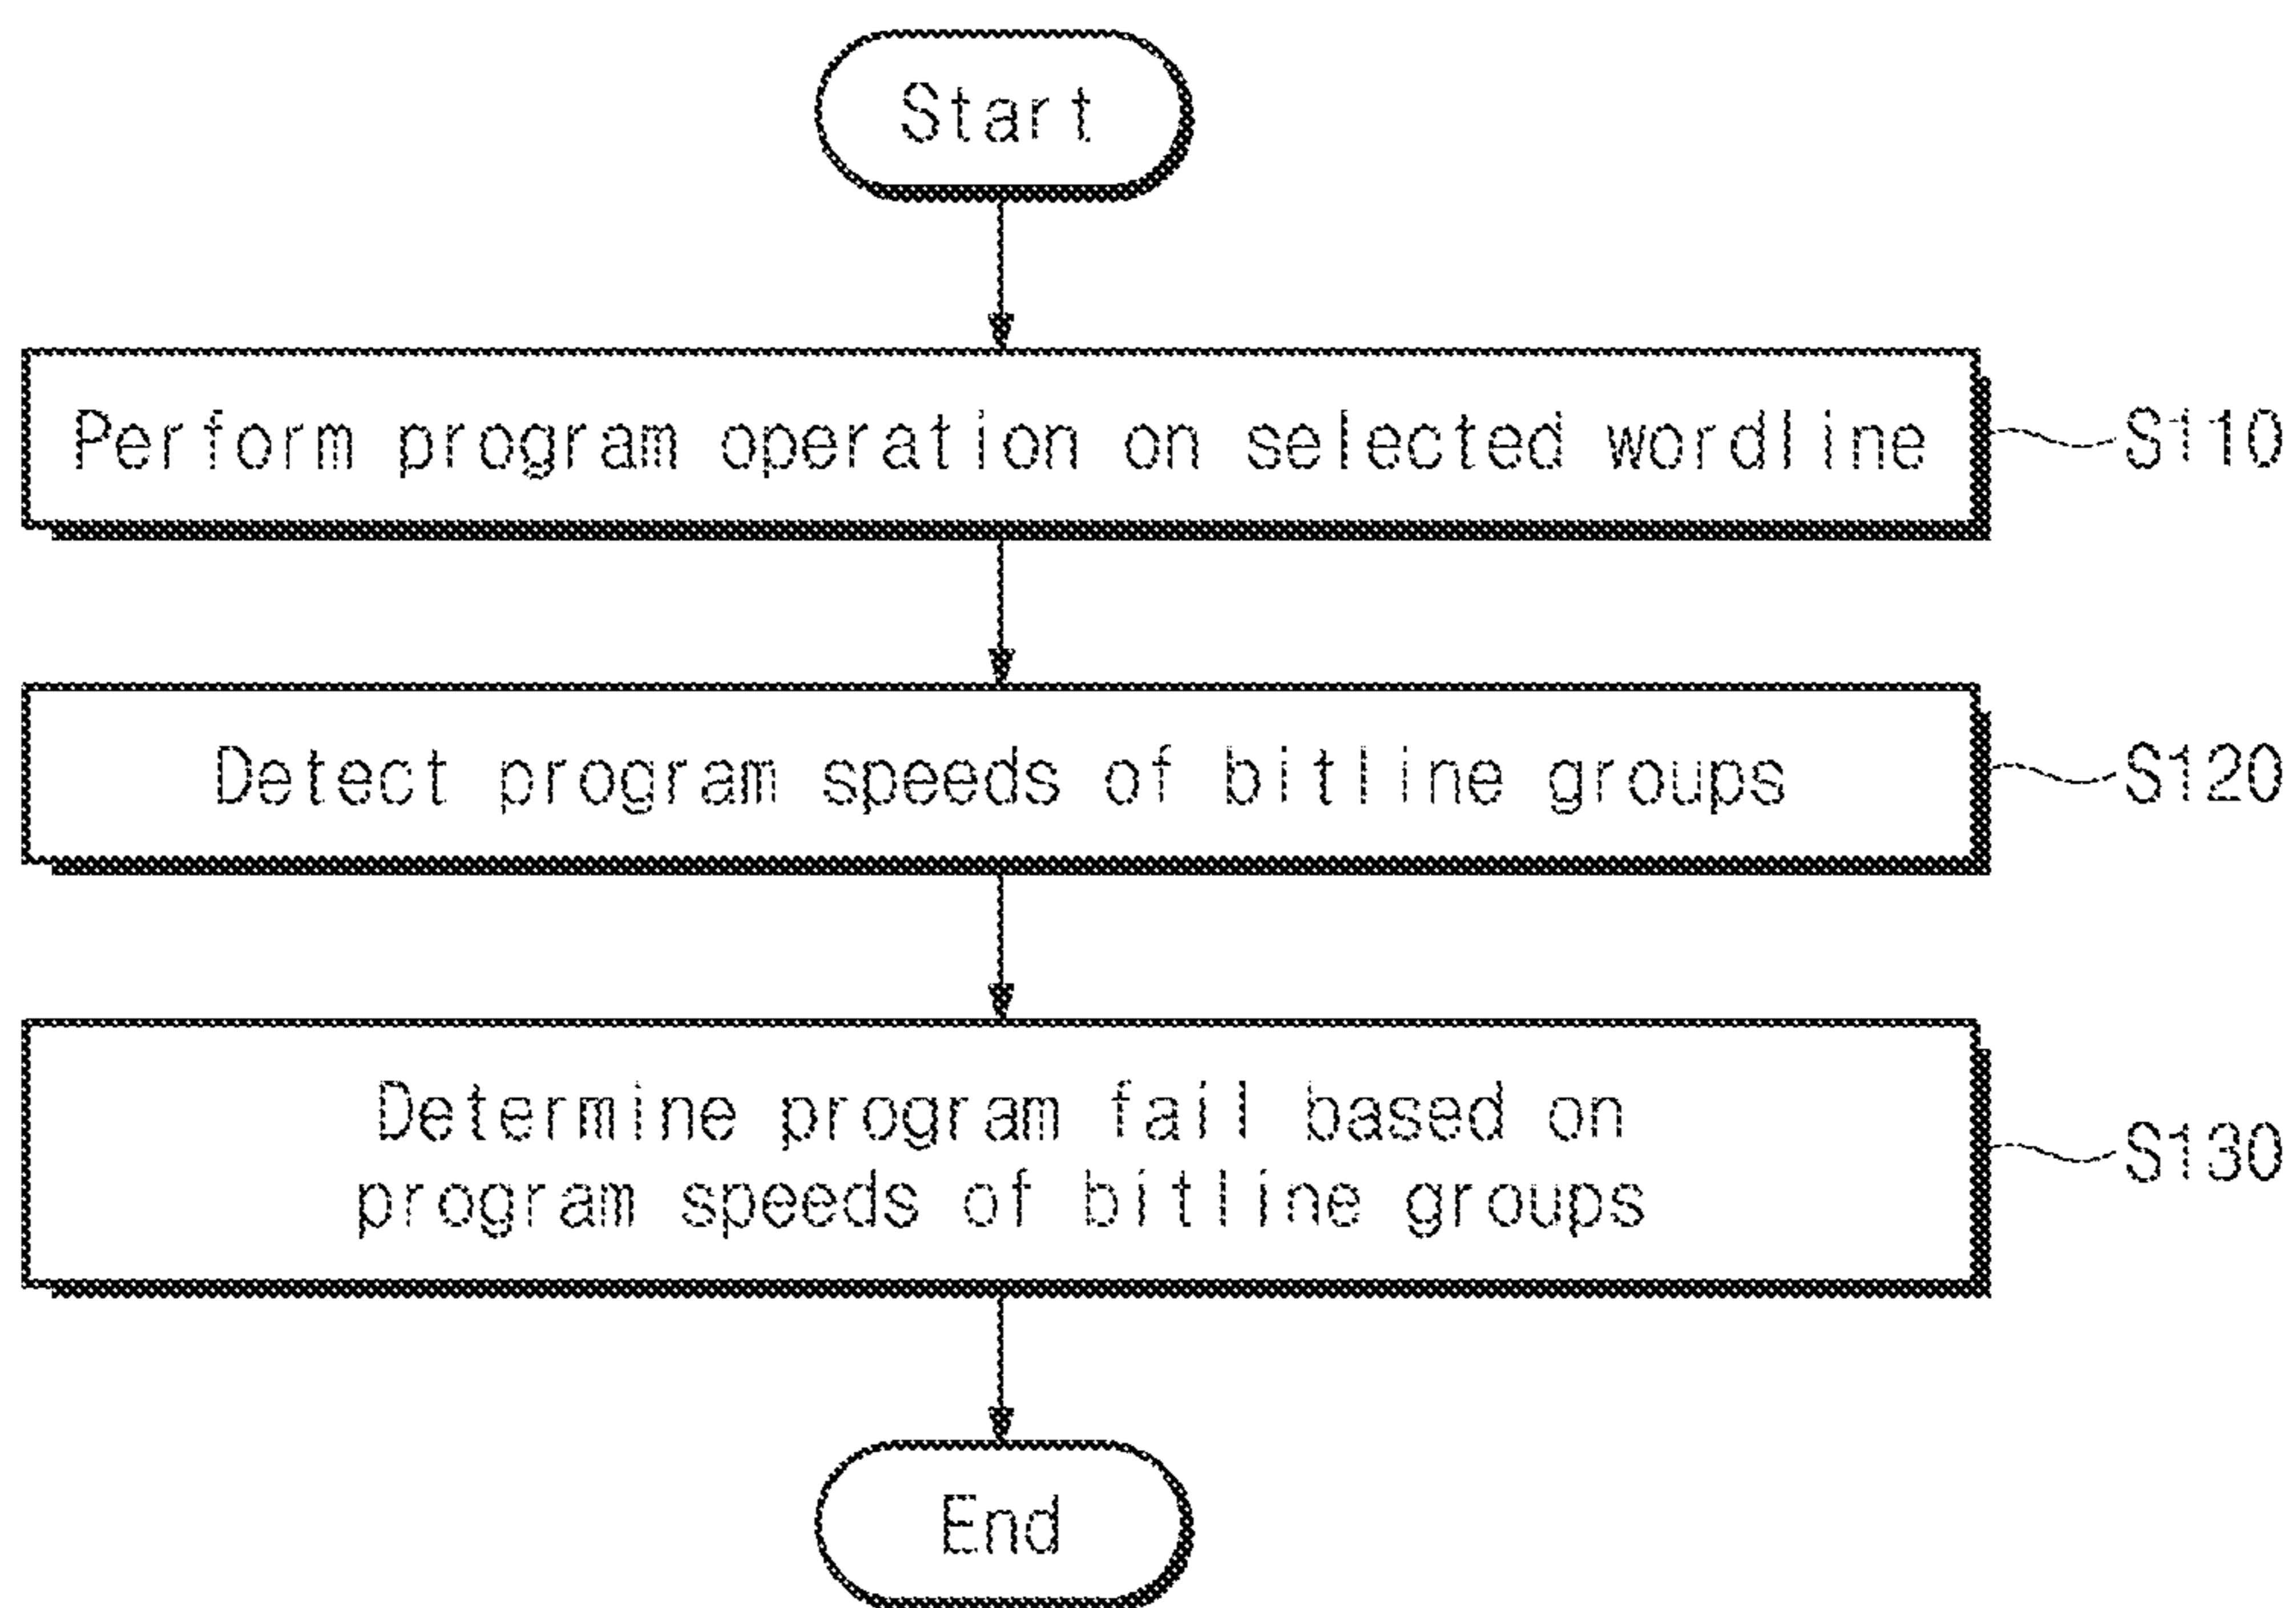 Start
Perform program operation on selected wordline
S110
Detect program speeds of bitline groups
S120
Determine program fail based on
program speeds of bitline groups
S130
End